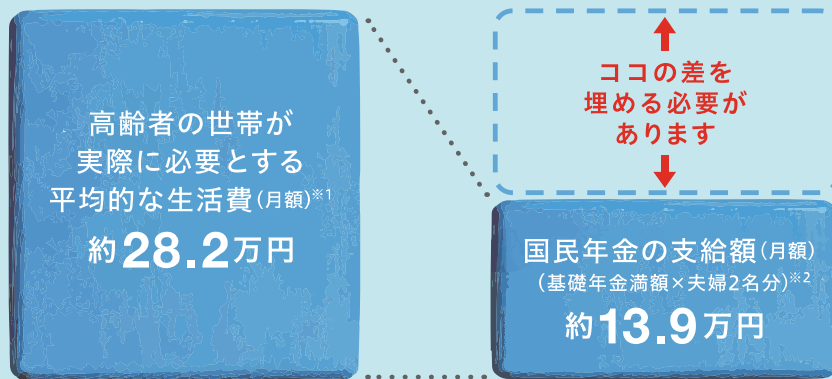 高齢者の世帯が
実際に必要とする
平均的な生活費(月額)※1
約28.2万円
ココの差を
埋める必要が
あります
国民年金の支給額(月額)
(基礎年金満額×夫婦2名分)※2
約13.9万円